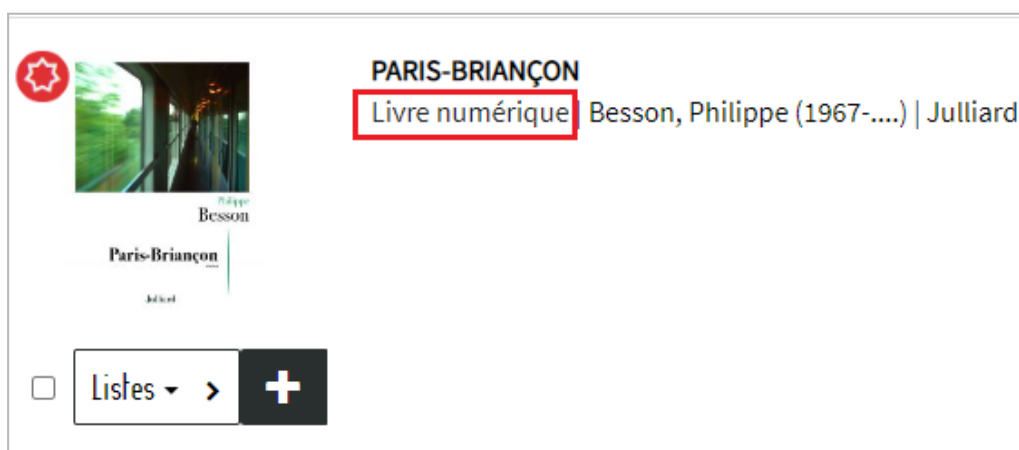 PARIS-BRIANÇON
Livre numérique | Besson, Philippe (1967-....) | Julliard
Philippe
Besson
Paris-Briançon
Julliard
Listes